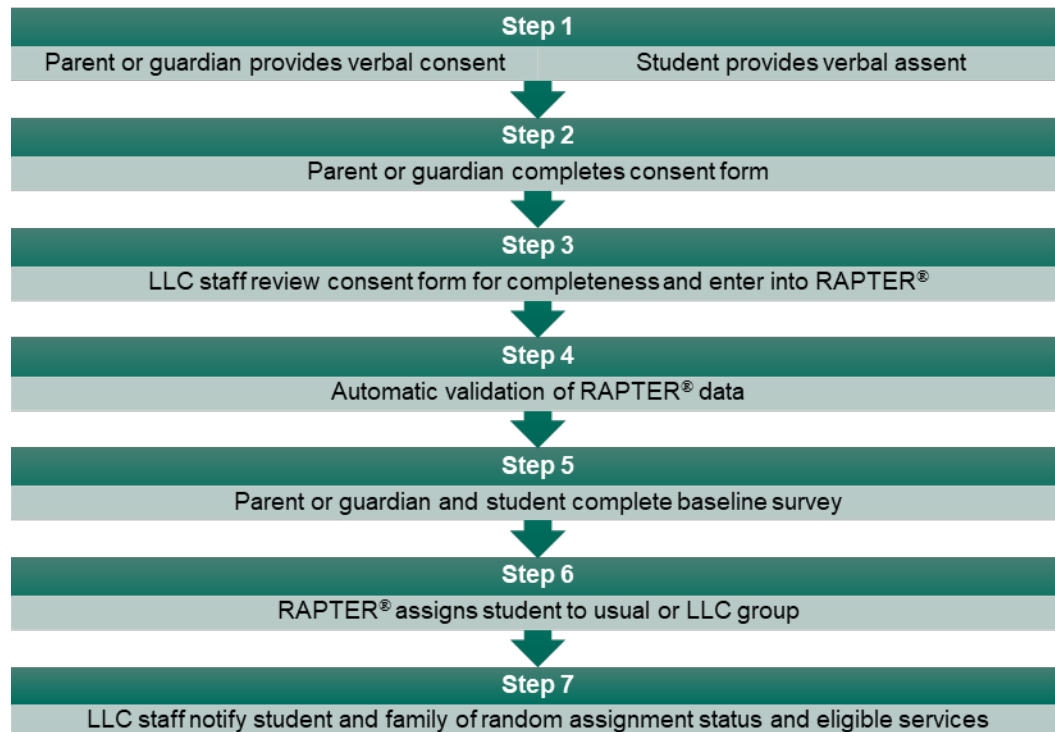 Step 1
Parent or guardian provides verbal consent
Student provides verbal assent
Step 2
Parent or guardian completes consent form
Step 3
LLC staff review consent form for completeness and enter into RAPTER®
Step 4
Automatic validation of RAPTER® data
Step 5
Parent or guardian and student complete baseline survey
Step 6
RAPTER® assigns student to usual or LLC group
Step 7
LLC staff notify student and family of random assignment status and eligible services